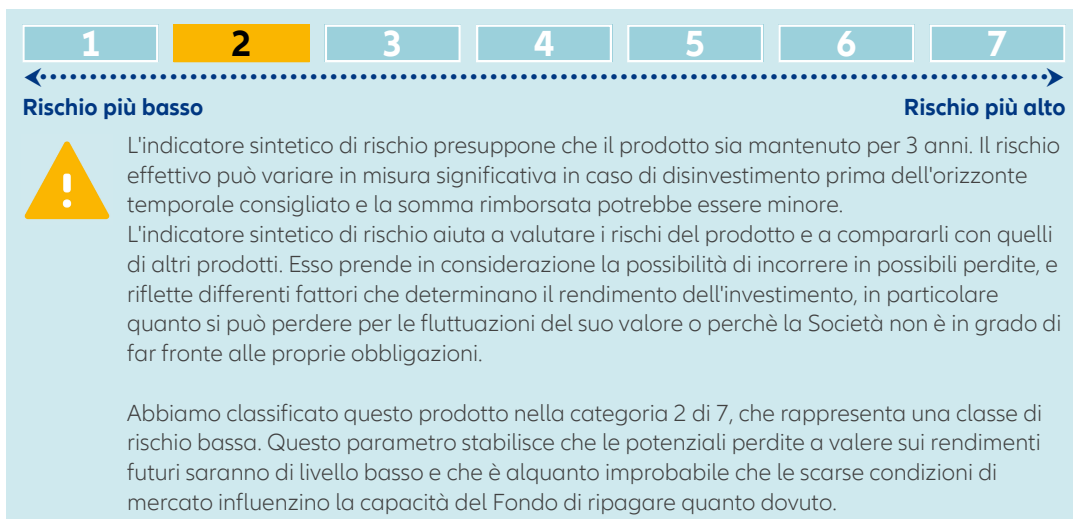 1 2 3 4 5 6 7
Rischio più basso Rischio più alto
L'indicatore sintetico di rischio presuppone che il prodotto sia mantenuto per 3 anni. Il rischio
effettivo può variare in misura significativa in caso di disinvestimento prima dell'orizzonte
temporale consigliato e la somma rimborsata potrebbe essere minore.
L'indicatore sintetico di rischio aiuta a valutare i rischi del prodotto e a compararli con quelli
di altri prodotti. Esso prende in considerazione la possibilità di incorrere in possibili perdite, e
riflette differenti fattori che determinano il rendimento dell'investimento, in particolare
quanto si può perdere per le fluttuazioni del suo valore o perchè la Società non è in grado di
far fronte alle proprie obbligazioni.
Abbiamo classificato questo prodotto nella categoria 2 di 7, che rappresenta una classe di
rischio bassa. Questo parametro stabilisce che le potenziali perdite a valere sui rendimenti
futuri saranno di livello basso e che è alquanto improbabile che le scarse condizioni di
mercato influenzino la capacità del Fondo di ripagare quanto dovuto.